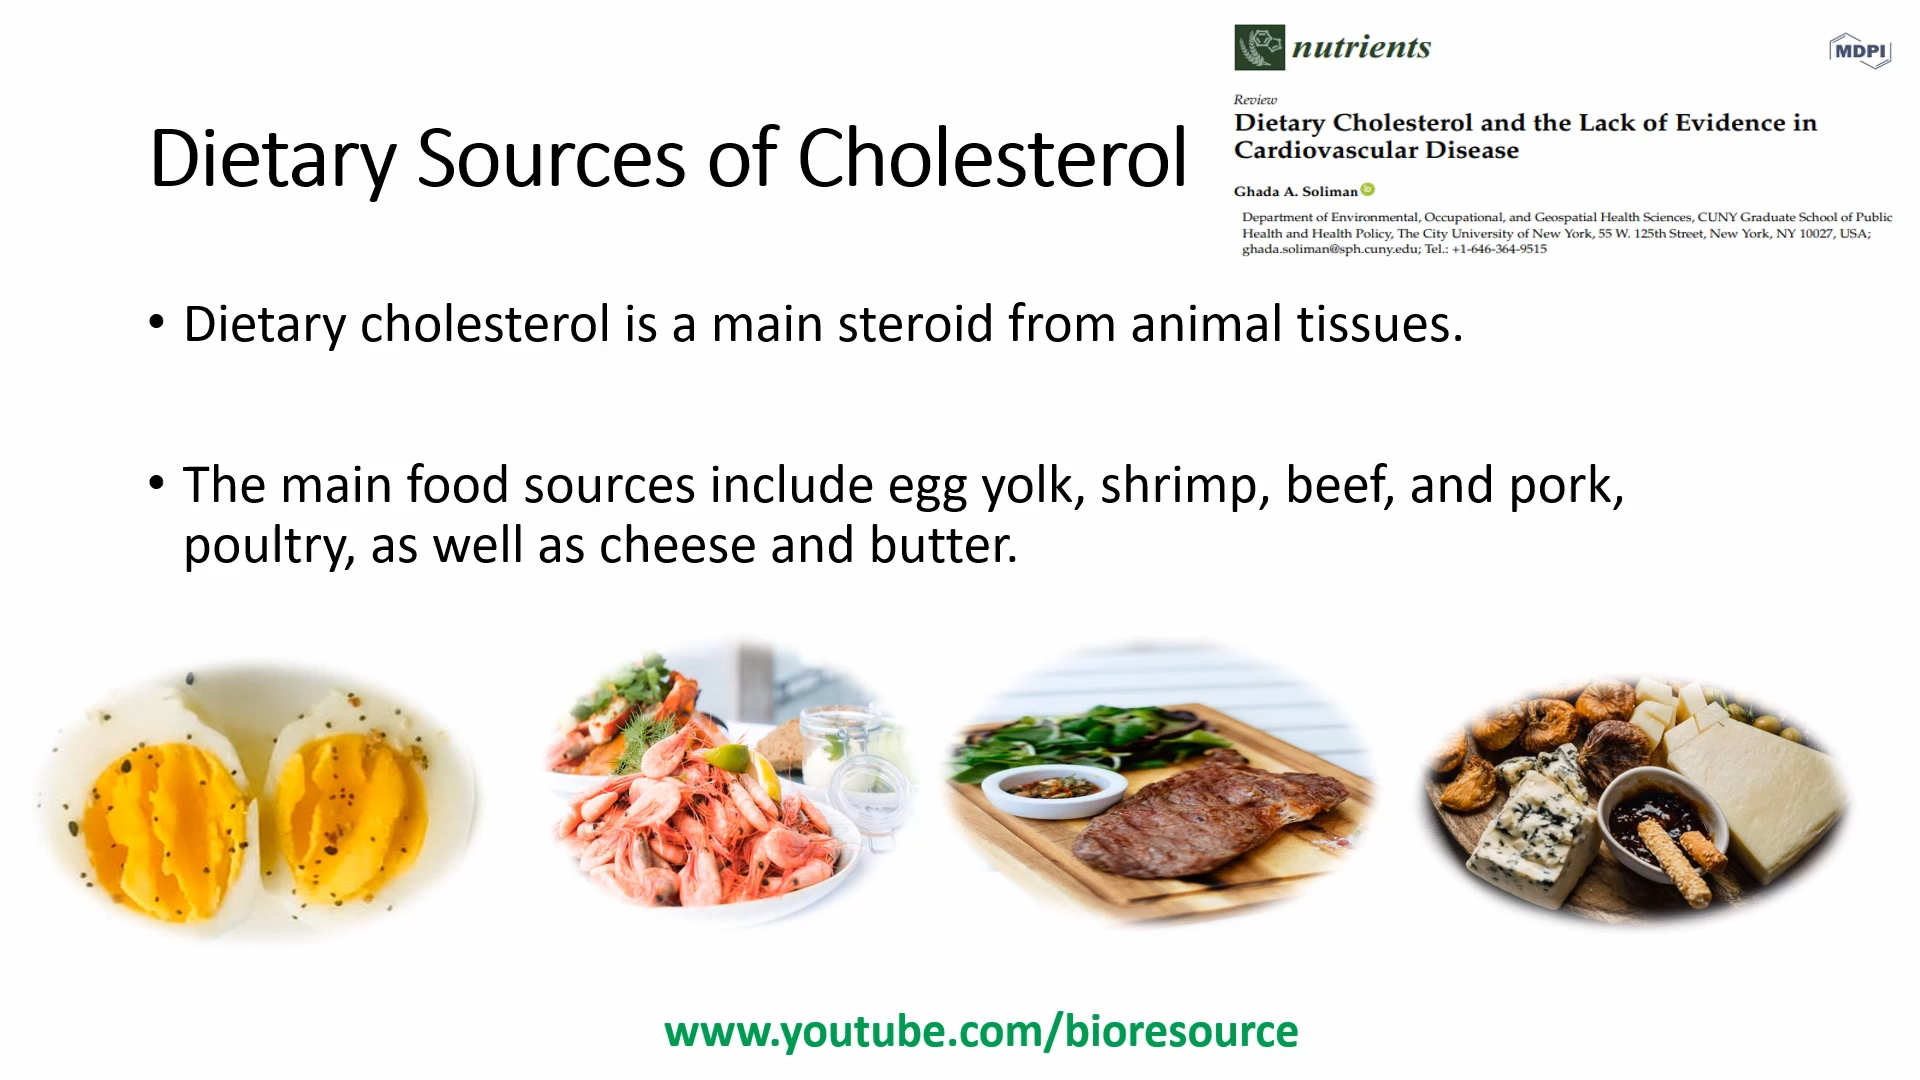 nutrients
MDPI
Review
Dietary Cholesterol and the Lack of Evidence in
Cardiovascular Disease
Ghada A. Soliman
Department of Environmental, Occupational, and Geospatial Health Sciences, CUNY Graduate School of Public
Health and Health Policy, The City University of New York, 55 W. 125th Street, New York, NY 10027, USA;
ghada.soliman@sph.cuny.edu; Tel.: +1-646-364-9515
Dietary Sources of Cholesterol
• Dietary cholesterol is a main steroid from animal tissues.
• The main food sources include egg yolk, shrimp, beef, and pork,
poultry, as well as cheese and butter.
www.youtube.com/bioresource